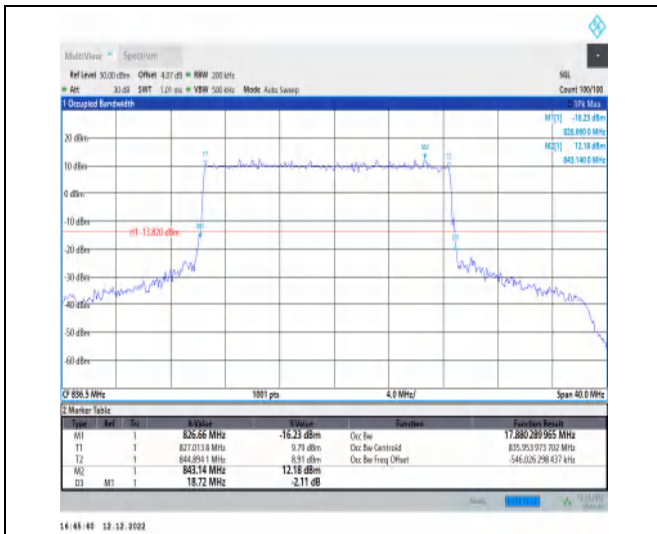 MultiView Spectrum
Ref Level 30.00 dBm Offset 4.07 dB RBW 200 kHz SGL
Att 30 dB SWT 1.01 ms VBW 500 kHz Mode Auto Sweep Count 100/100
1 Occupied Bandwidth 1Pk Max
M1[1] -16.23 dBm
826.6600 MHz
M2[1] 12.18 dBm
843.1400 MHz
20 dBm
M2
10 dBm
0 dBm
-10 dBm
H1 -13.820 dBm
-20 dBm
-30 dBm
-40 dBm
-50 dBm
-60 dBm
CF 836.5 MHz 1001 pts 4.0 MHz/ Span 40.0 MHz
2 Marker Table
Type Ref Trc X-Value Y-Value Function Function Result
M1 1 826.66 MHz -16.23 dBm Occ Bw 17.880 289 965 MHz
T1 1 827.0138 MHz 9.79 dBm Occ Bw Centroid 835.953 973 702 MHz
T2 1 844.8941 MHz 8.91 dBm Occ Bw Freq Offset -546.026 298 437 kHz
M2 1 843.14 MHz 12.18 dBm
D3 M1 1 18.72 MHz -2.11 dB
Ready
16:45:40 12.12.2022